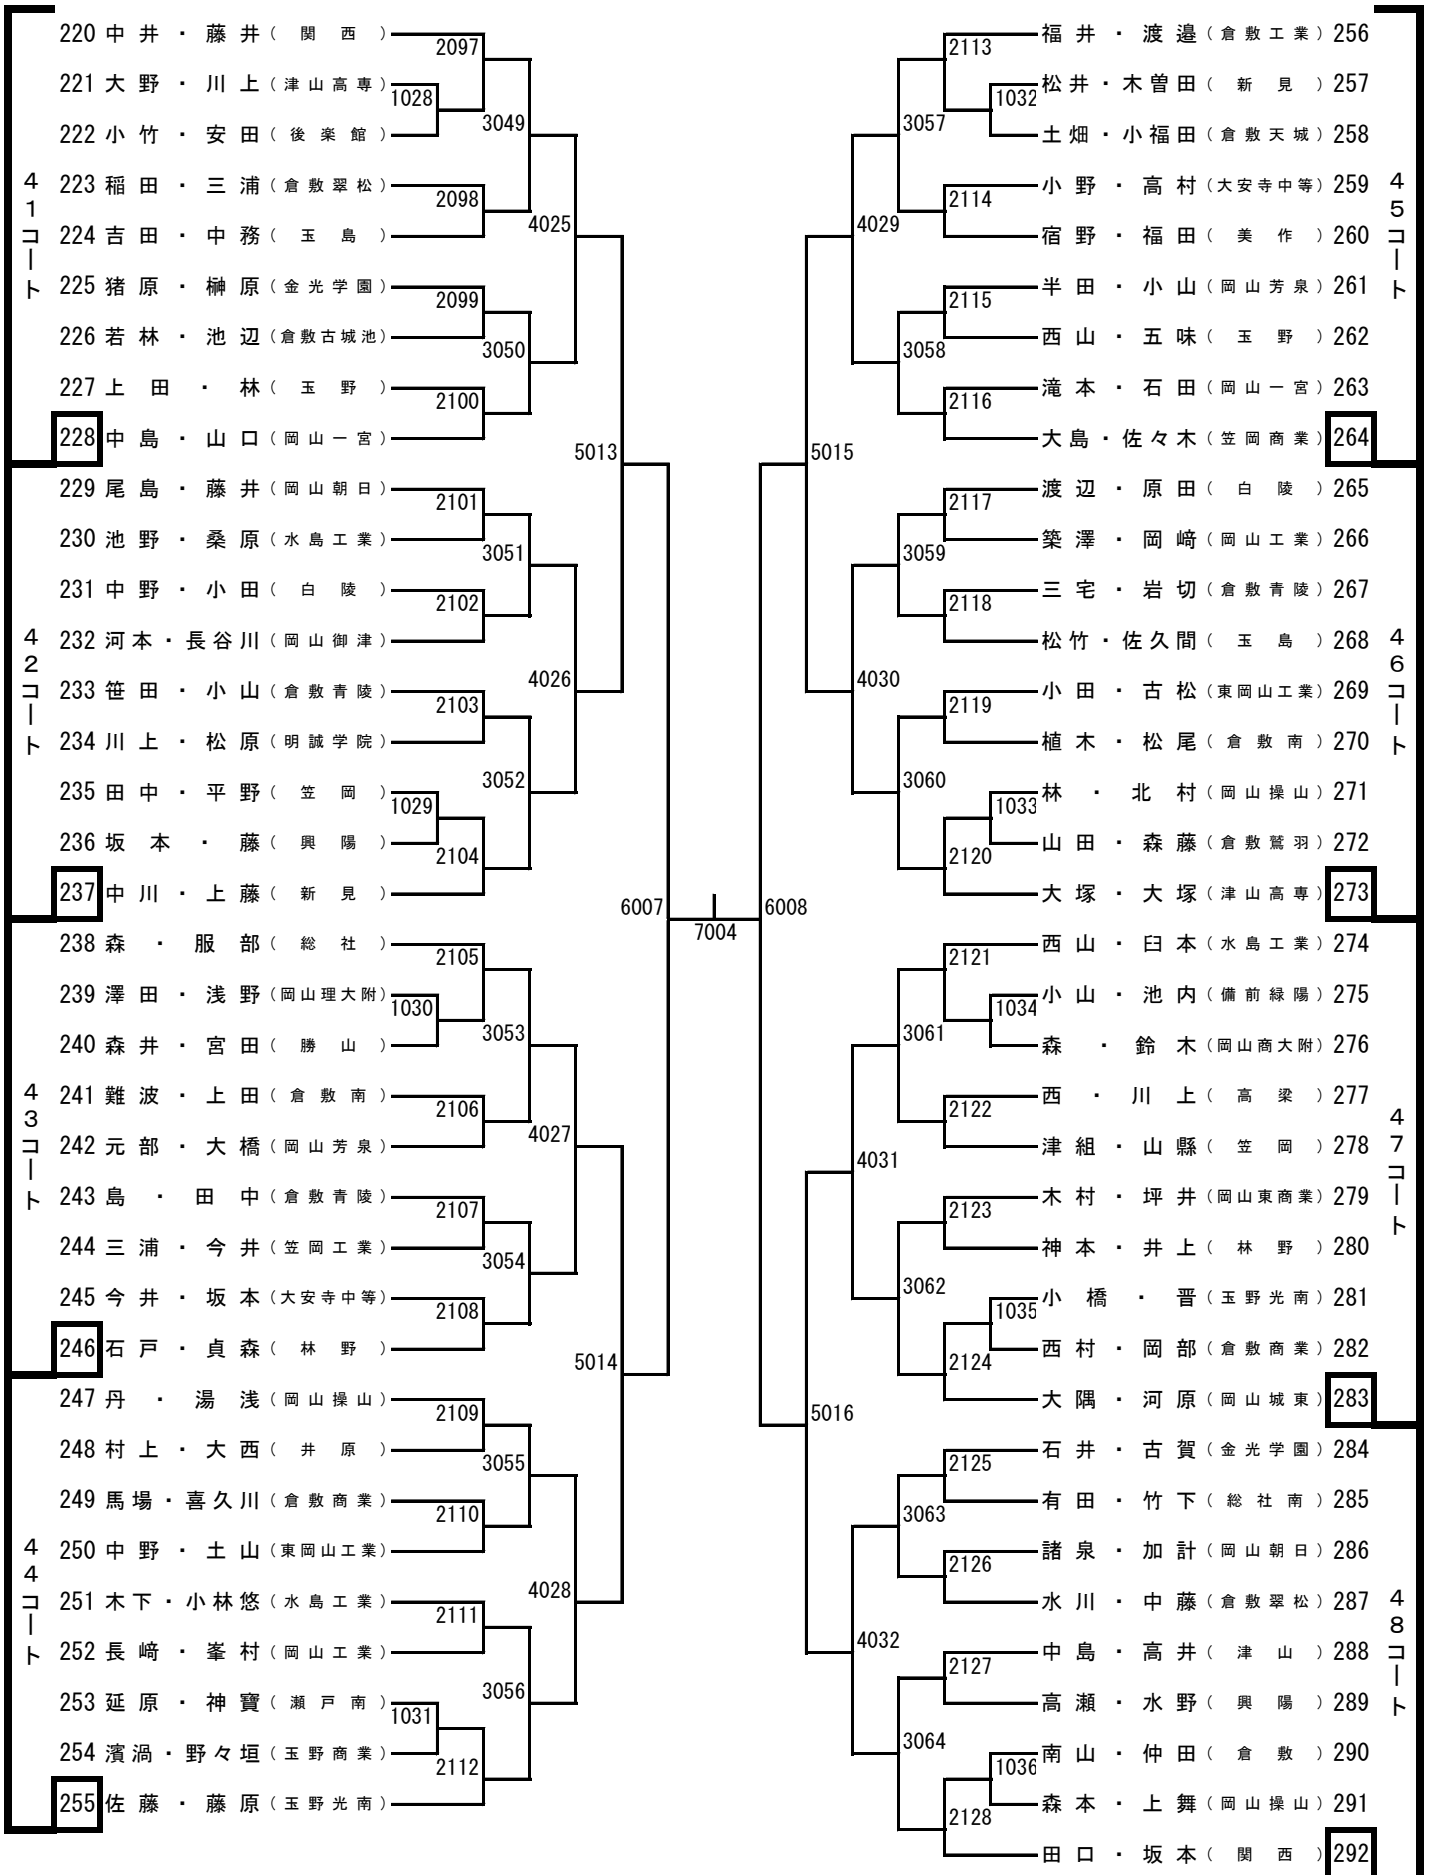 41コート
220 中井・藤井（関西）
221 大野・川上（津山高専）
222 小竹・安田（後楽館）
223 稲田・三浦（倉敷翠松）
224 吉田・中務（玉島）
225 猪原・榊原（金光学園）
226 若林・池辺（倉敷古城池）
227 上田・林（玉野）
228 中島・山口（岡山一宮）
42コート
229 尾島・藤井（岡山朝日）
230 池野・桑原（水島工業）
231 中野・小田（白陵）
232 河本・長谷川（岡山御津）
233 笹田・小山（倉敷青陵）
234 川上・松原（明誠学院）
235 田中・平野（笠岡）
236 坂本・藤（興陽）
237 中川・上藤（新見）
43コート
238 森・服部（総社）
239 澤田・浅野（岡山理大附）
240 森井・宮田（勝山）
241 難波・上田（倉敷南）
242 元部・大橋（岡山芳泉）
243 島・田中（倉敷青陵）
244 三浦・今井（笠岡工業）
245 今井・坂本（大安寺中等）
246 石戸・貞森（林野）
44コート
247 丹・湯浅（岡山操山）
248 村上・大西（井原）
249 馬場・喜久川（倉敷商業）
250 中野・土山（東岡山工業）
251 木下・小林悠（水島工業）
252 長﨑・峯村（岡山工業）
253 延原・神寶（瀬戸南）
254 濱渦・野々垣（玉野商業）
255 佐藤・藤原（玉野光南）
1028
1029
1030
1031
2097
2098
2099
2100
2101
2102
2103
2104
2105
2106
2107
2108
2109
2110
2111
2112
3049
3050
3051
3052
3053
3054
3055
3056
4025
4026
4027
4028
5013
5014
6007
7004
6008
5015
5016
4029
4030
4031
4032
3057
3058
3059
3060
3061
3062
3063
3064
2113
2114
2115
2116
2117
2118
2119
2120
2121
2122
2123
2124
2125
2126
2127
2128
1032
1033
1034
1035
1036
45コート
福井・渡邉（倉敷工業）256
松井・木曽田（新見）257
土畑・小福田（倉敷天城）258
小野・高村（大安寺中等）259
宿野・福田（美作）260
半田・小山（岡山芳泉）261
西山・五味（玉野）262
滝本・石田（岡山一宮）263
大島・佐々木（笠岡商業）264
46コート
渡辺・原田（白陵）265
築澤・岡﨑（岡山工業）266
三宅・岩切（倉敷青陵）267
松竹・佐久間（玉島）268
小田・古松（東岡山工業）269
植木・松尾（倉敷南）270
林・北村（岡山操山）271
山田・森藤（倉敷鷲羽）272
大塚・大塚（津山高専）273
47コート
西山・臼本（水島工業）274
小山・池内（備前緑陽）275
森・鈴木（岡山商大附）276
西・川上（高梁）277
津組・山縣（笠岡）278
木村・坪井（岡山東商業）279
神本・井上（林野）280
小橋・晋（玉野光南）281
西村・岡部（倉敷商業）282
大隅・河原（岡山城東）283
48コート
石井・古賀（金光学園）284
有田・竹下（総社南）285
諸泉・加計（岡山朝日）286
水川・中藤（倉敷翠松）287
中島・高井（津山）288
高瀬・水野（興陽）289
南山・仲田（倉敷）290
森本・上舞（岡山操山）291
田口・坂本（関西）292